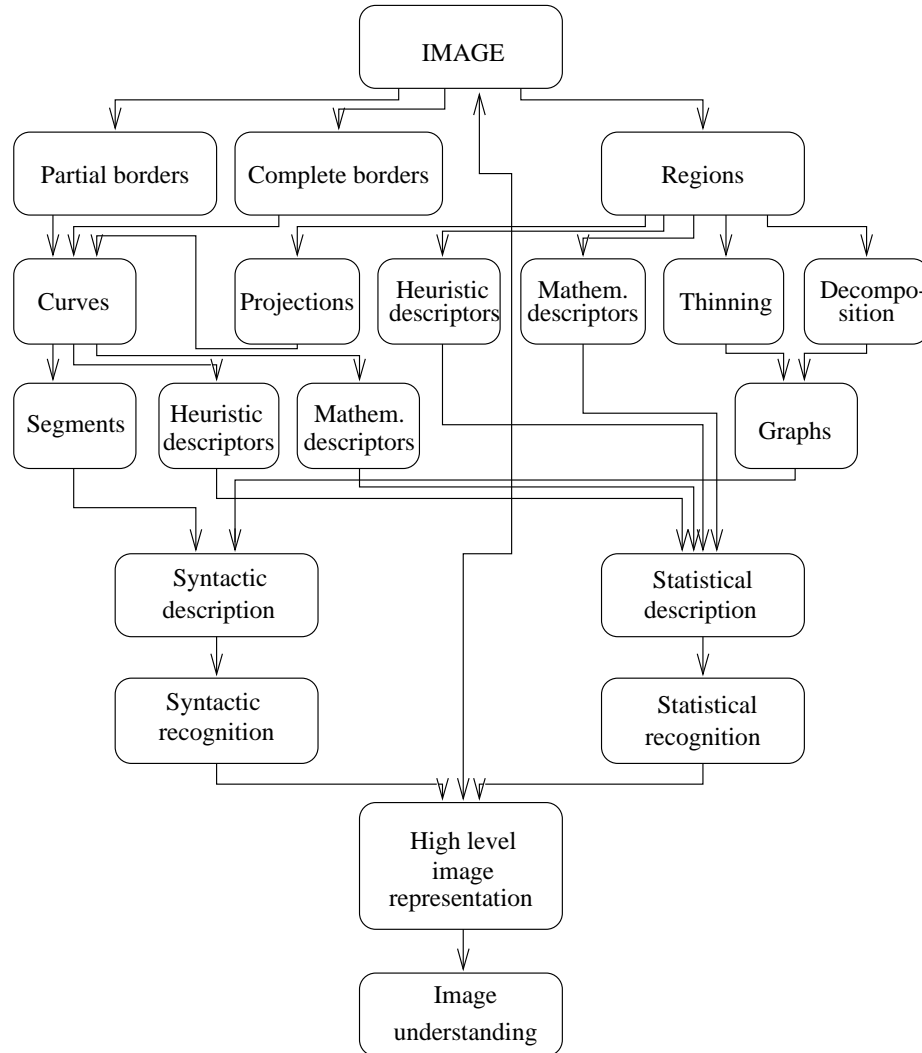 IMAGE
Partial borders
Complete borders
Regions
Curves
Projections
Heuristic
descriptors
Mathem.
descriptors
Thinning
Decompo-
sition
Segments
Heuristic
descriptors
Mathem.
descriptors
Graphs
Syntactic
description
Statistical
description
Syntactic
recognition
Statistical
recognition
High level
image
representation
Image
understanding